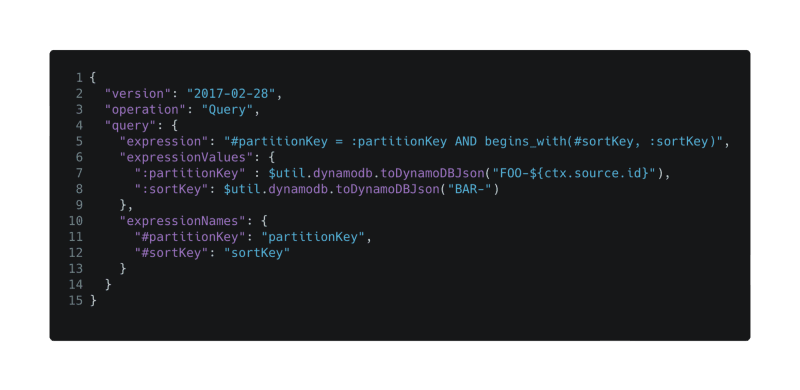 1 {
2   "version": "2017-02-28",
3   "operation": "Query",
4   "query": {
5     "expression": "#partitionKey = :partitionKey AND begins_with(#sortKey, :sortKey)",
6     "expressionValues": {
7       ":partitionKey" : $util.dynamodb.toDynamoDBJson("FOO-${ctx.source.id}"),
8       ":sortKey": $util.dynamodb.toDynamoDBJson("BAR-")
9     },
10     "expressionNames": {
11       "#partitionKey": "partitionKey",
12       "#sortKey": "sortKey"
13     }
14   }
15 }